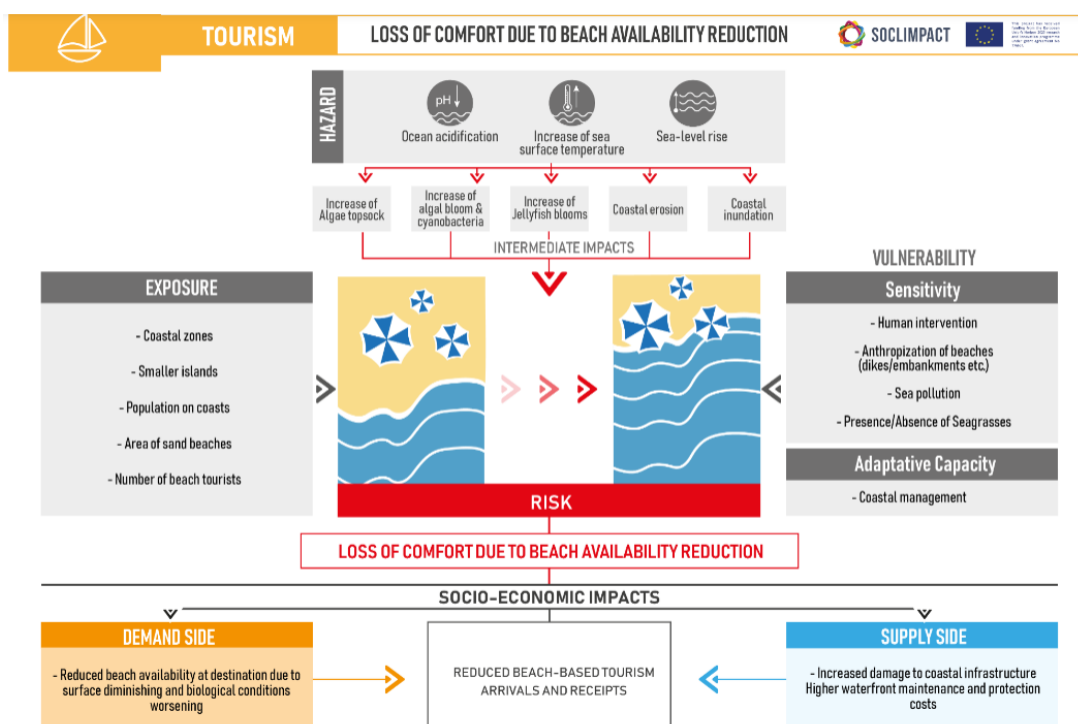 TOURISM
LOSS OF COMFORT DUE TO BEACH AVAILABILITY REDUCTION
SOCLIMPACT
HAZARD
pH
Ocean acidification
Increase of sea
surface temperature
Sea-level rise
Increase of
Algae topsock
Increase of
algal bloom &
cyanobacteria
Increase of
Jellyfish blooms
Coastal erosion
Coastal
inundation
INTERMEDIATE IMPACTS
EXPOSURE
- Coastal zones
- Smaller islands
- Population on coasts
- Area of sand beaches
- Number of beach tourists
VULNERABILITY
Sensitivity
- Human intervention
- Anthropization of beaches
(dikes/embankments etc.)
- Sea pollution
- Presence/Absence of Seagrasses
Adaptative Capacity
- Coastal management
RISK
LOSS OF COMFORT DUE TO BEACH AVAILABILITY REDUCTION
SOCIO-ECONOMIC IMPACTS
DEMAND SIDE
- Reduced beach availability at destination due to
surface diminishing and biological conditions
worsening
REDUCED BEACH-BASED TOURISM
ARRIVALS AND RECEIPTS
SUPPLY SIDE
- Increased damage to coastal infrastructure
Higher waterfront maintenance and protection
costs